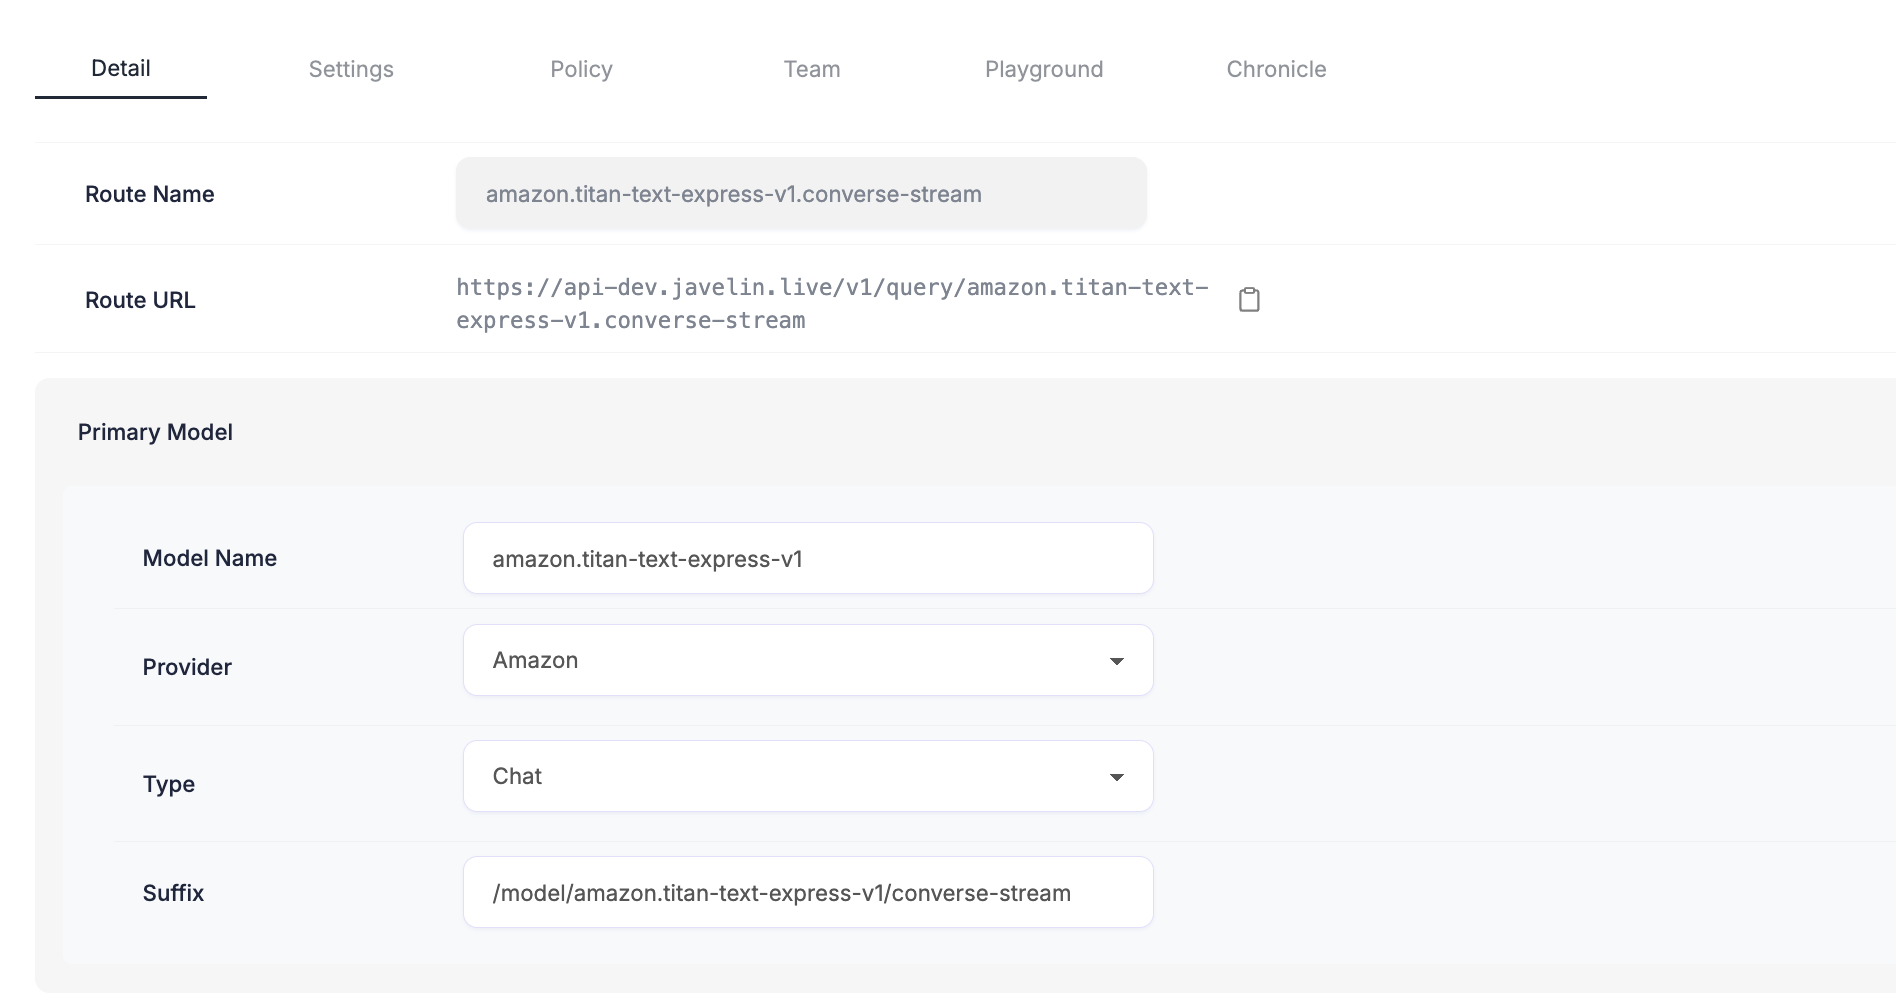 Detail Settings Policy Team Playground Chronicle
Route Name amazon.titan-text-express-v1.converse-stream
Route URL https://api-dev.javelin.live/v1/query/amazon.titan-text-
express-v1.converse-stream
Primary Model
Model Name amazon.titan-text-express-v1
Provider Amazon
Type Chat
Suffix /model/amazon.titan-text-express-v1/converse-stream